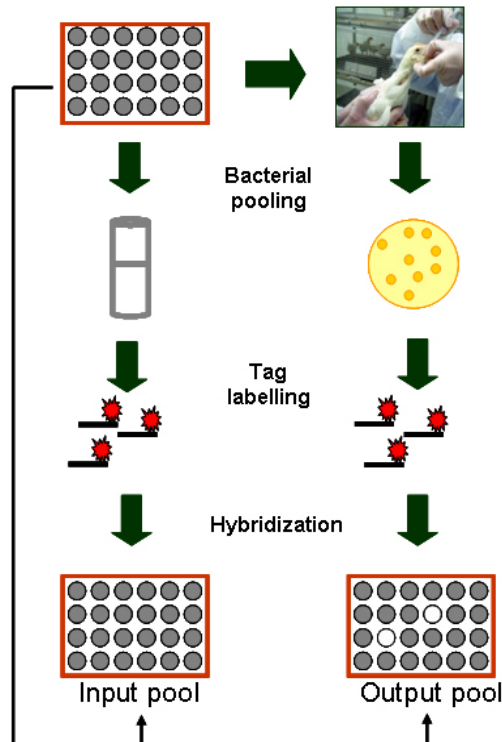 Bacterial
pooling
Tag
labelling
Hybridization
Input pool
Output pool